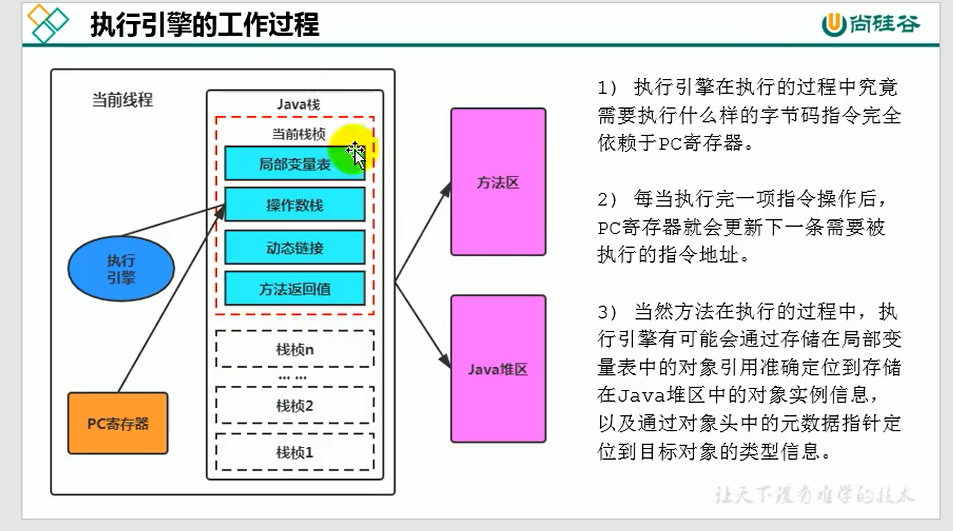 执行引擎的工作过程
尚硅谷
当前线程
Java栈
当前栈桢
局部变量表
操作数栈
动态链接
方法返回值
栈桢n
... ...
栈桢2
栈桢1
执行
引擎
PC寄存器
方法区
Java堆区
1) 执行引擎在执行的过程中究竟
需要执行什么样的字节码指令完全
依赖于PC寄存器。
2) 每当执行完一项指令操作后，
PC寄存器就会更新下一条需要被
执行的指令地址。
3) 当然方法在执行的过程中，执
行引擎有可能会通过存储在局部变
量表中的对象引用准确定位到存储
在Java堆区中的对象实例信息，
以及通过对象头中的元数据指针定
位到目标对象的类型信息。
让天下没有难学的技术